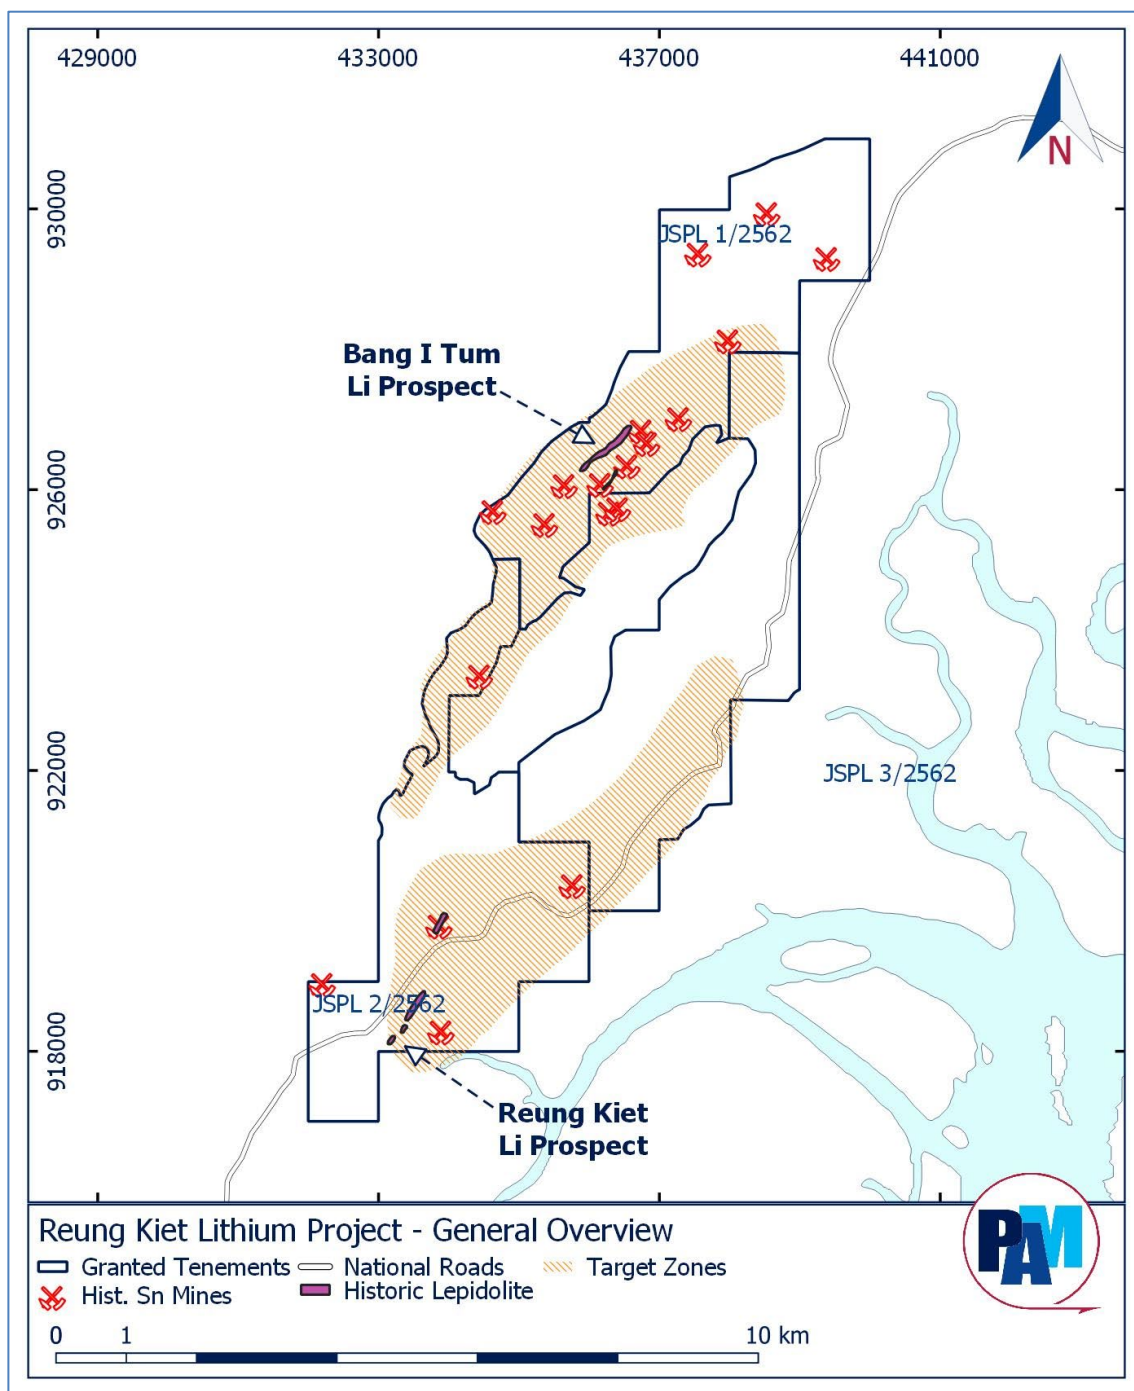 429000 433000 437000 441000
N
930000
JSPL 1/2562
Bang I Tum
Li Prospect
926000
922000
JSPL 3/2562
JSPL 2/2562
918000
Reung Kiet
Li Prospect
Reung Kiet Lithium Project - General Overview
Granted Tenements National Roads Target Zones
Hist. Sn Mines Historic Lepidolite
0 1 10 km
PAM